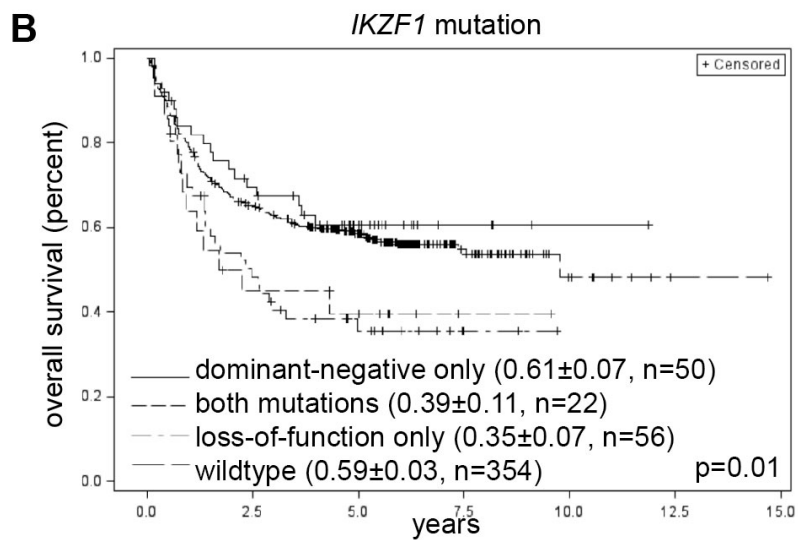 B
IKZF1 mutation
+ Censored
overall survival (percent)
1.0
0.8
0.6
0.4
0.2
0.0
dominant-negative only (0.61±0.07, n=50)
both mutations (0.39±0.11, n=22)
loss-of-function only (0.35±0.07, n=56)
wildtype (0.59±0.03, n=354)
p=0.01
0.0 2.5 5.0 7.5 10.0 12.5 15.0
years